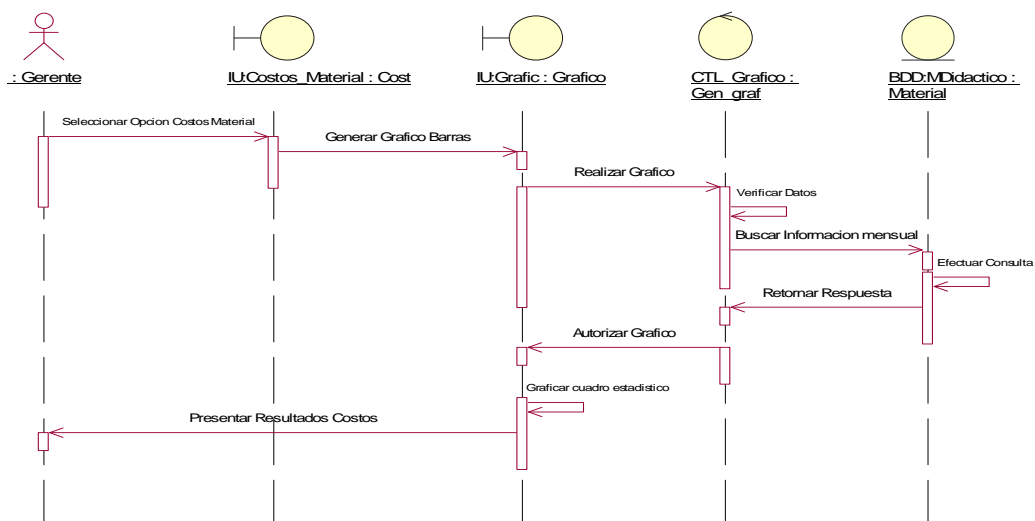 : Gerente
IU:Costos_Material : Cost
IU:Grafic : Grafico
CTL_Grafico :
Gen_graf
BDD:MDidactico :
Material
Seleccionar Opcion Costos Material
Generar Grafico Barras
Realizar Grafico
Verificar Datos
Buscar Informacion mensual
Efectuar Consulta
Retornar Respuesta
Autorizar Grafico
Graficar cuadro estadistico
Presentar Resultados Costos